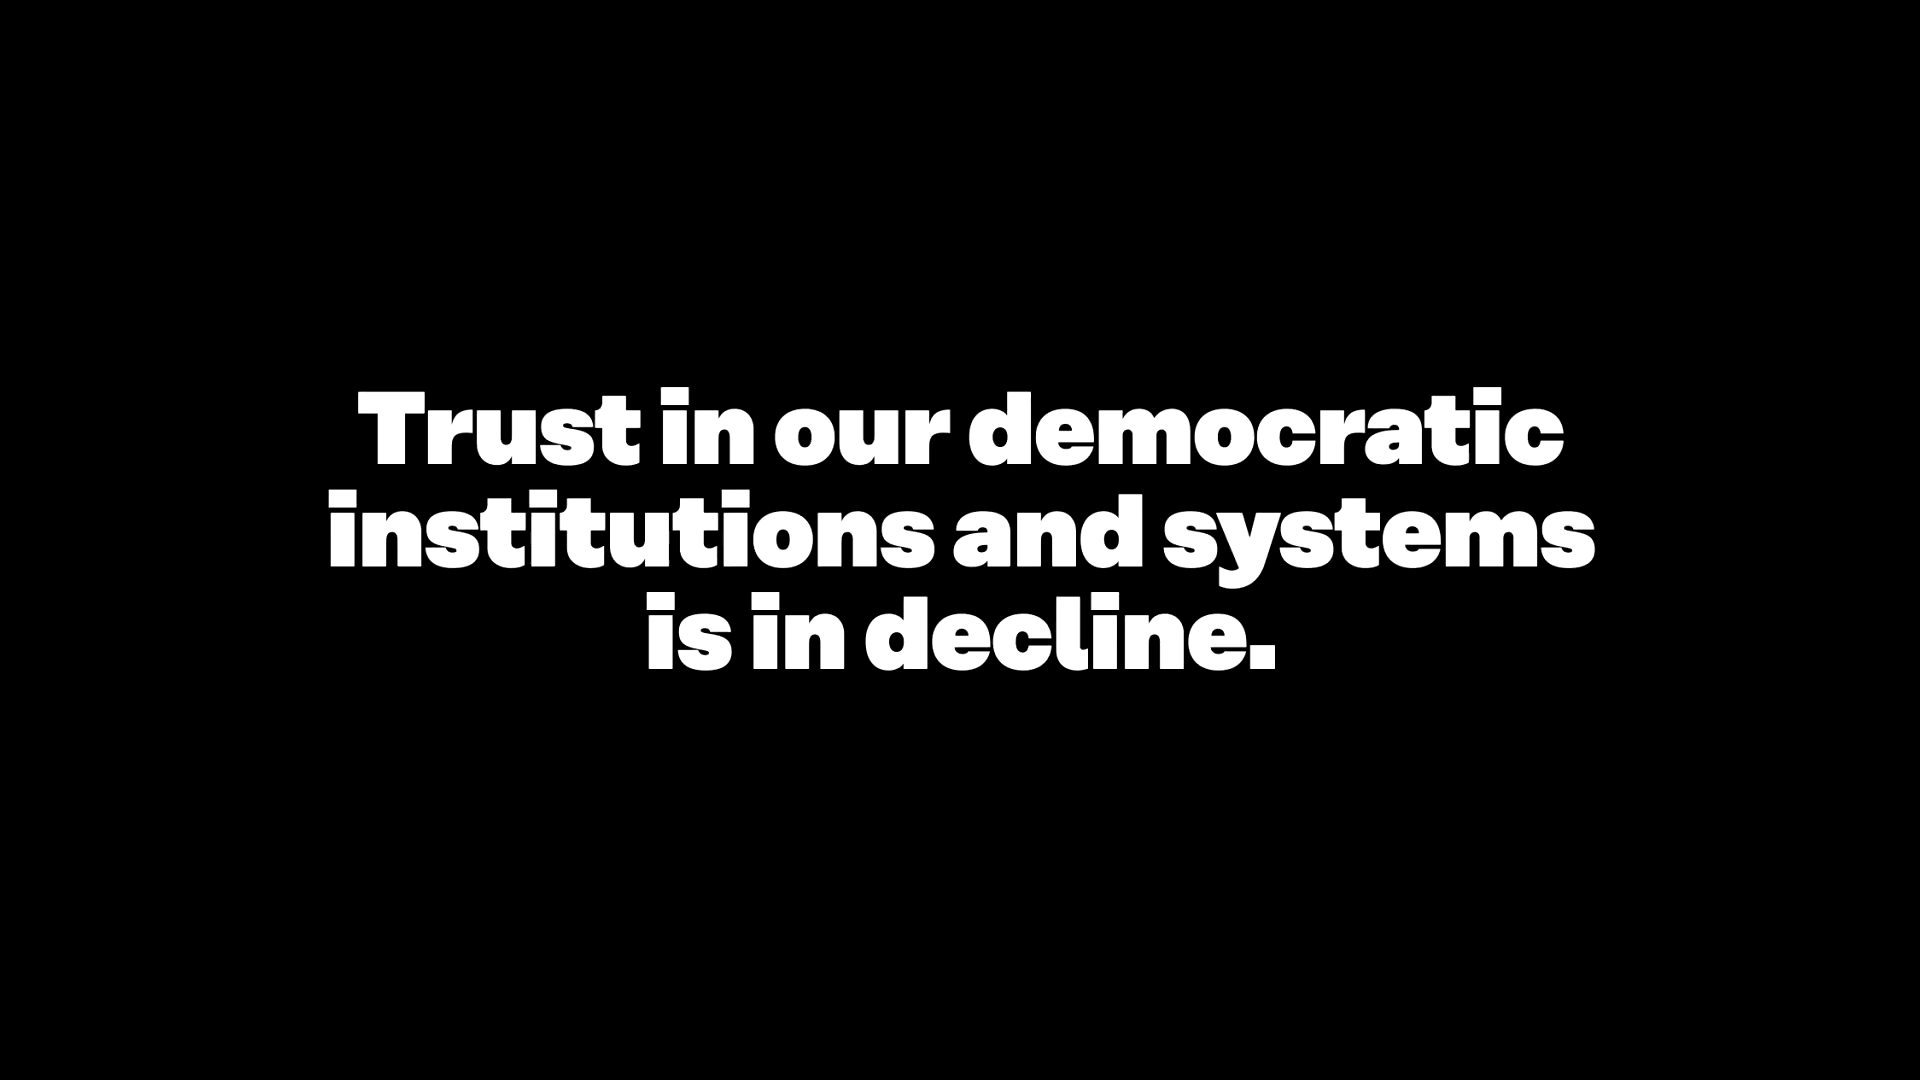 Trust in our democratic
institutions and systems
is in decline.